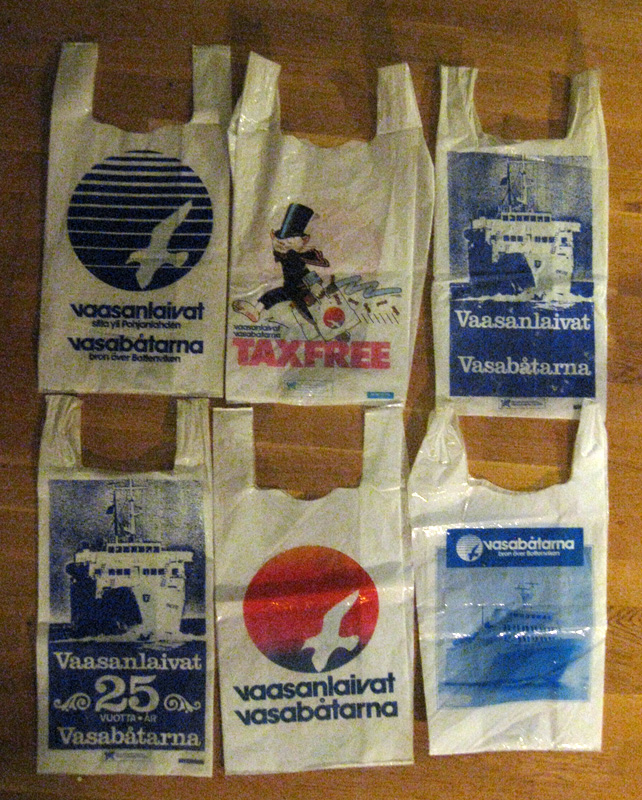 vaasanlaivat
silta yli Pohjanlahden
vasabåtarna
bron över Bottenviken
vaasanlaivat
vasabåtarna
TAXFREE
Vaasanlaivat
Vasabåtarna
Vaasanlaivat
25
VUOTTA • ÅR
Vasabåtarna
vaasanlaivat
vasabåtarna
vasabåtarna
bron över Bottenviken